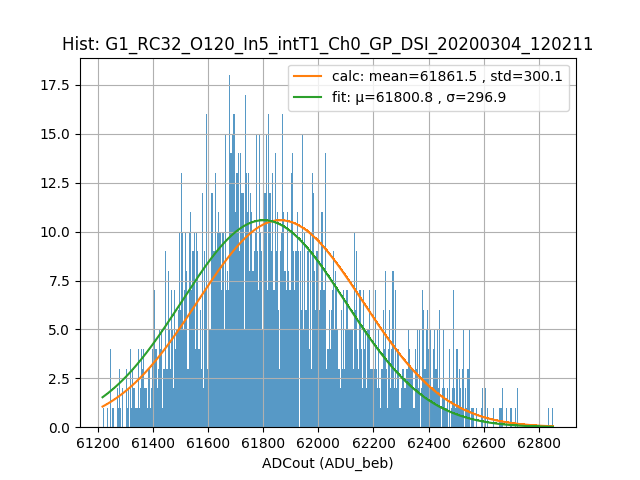 Hist: G1_RC32_O120_In5_intT1_Ch0_GP_DSI_20200304_120211
calc: mean=61861.5 , std=300.1
fit: μ=61800.8 , σ=296.9
17.5
15.0
12.5
10.0
7.5
5.0
2.5
0.0
61200 61400 61600 61800 62000 62200 62400 62600 62800
ADCout (ADU_beb)